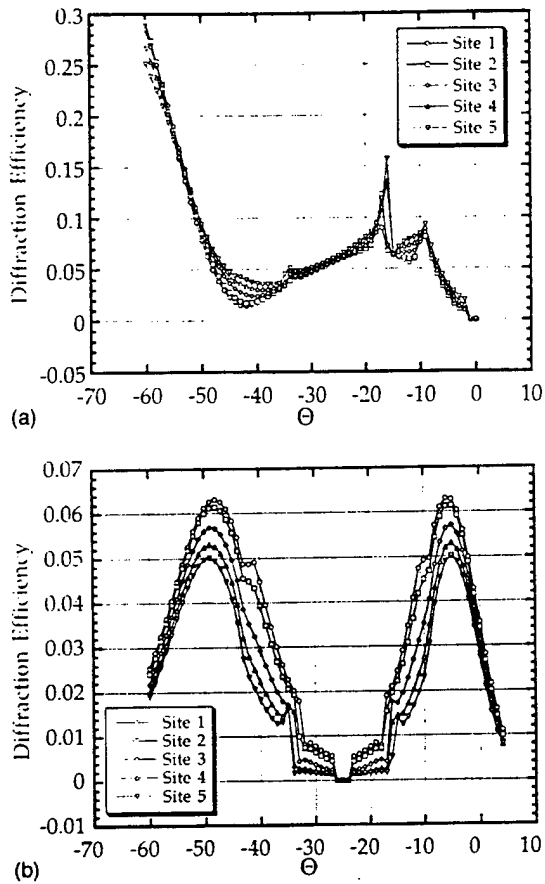 0.3
0.25
0.2
0.15
0.1
0.05
0
-0.05
Diffraction Efficiency
Site 1
Site 2
Site 3
Site 4
Site 5
-70 -60 -50 -40 -30 -20 -10 0 10
Θ
(a)
0.07
0.06
0.05
0.04
0.03
0.02
0.01
0
-0.01
Diffraction Efficiency
Site 1
Site 2
Site 3
Site 4
Site 5
-70 -60 -50 -40 -30 -20 -10 0 10
Θ
(b)